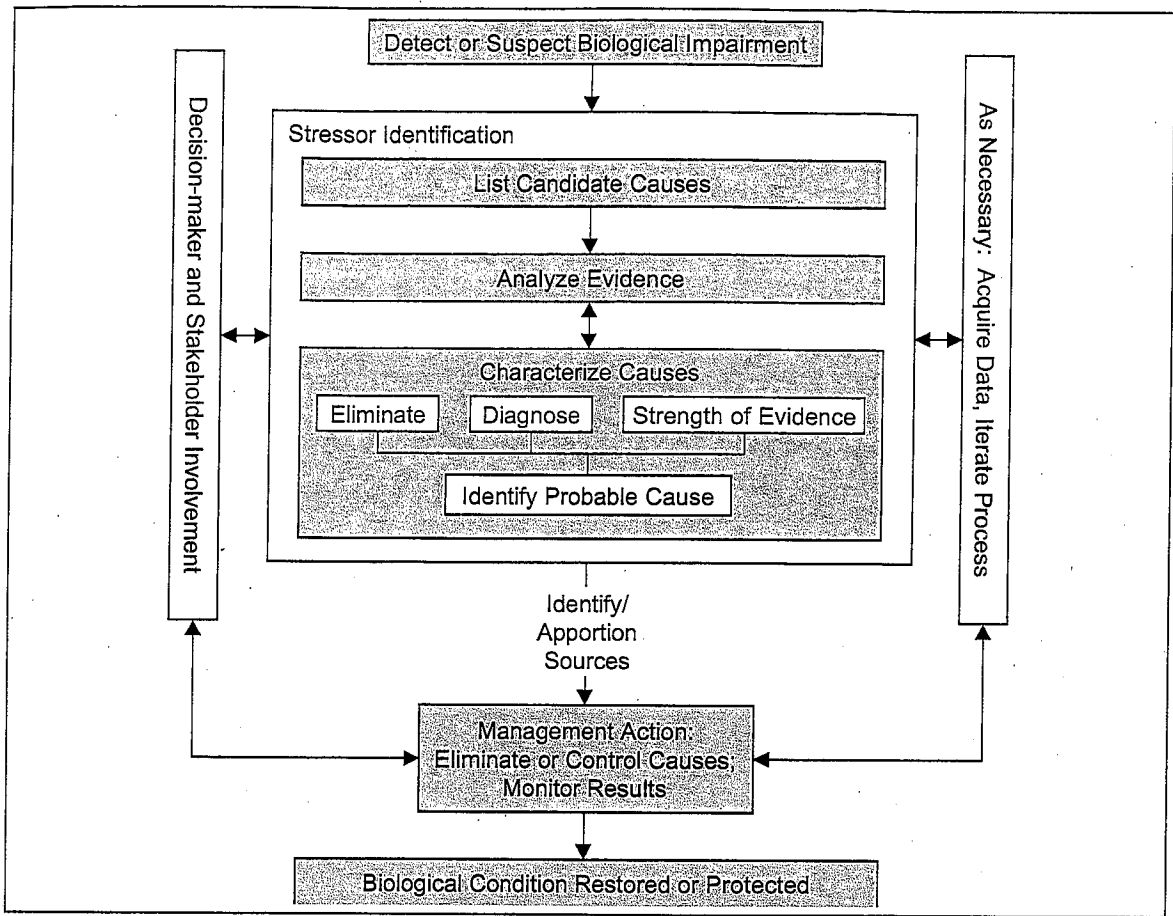 Detect or Suspect Biological Impairment
Decision-maker and Stakeholder Involvement
As Necessary: Acquire Data, Iterate Process
Stressor Identification
List Candidate Causes
Analyze Evidence
Characterize Causes
Eliminate
Diagnose
Strength of Evidence
Identify Probable Cause
Identify/
Apportion
Sources
Management Action:
Eliminate or Control Causes;
Monitor Results
Biological Condition Restored or Protected